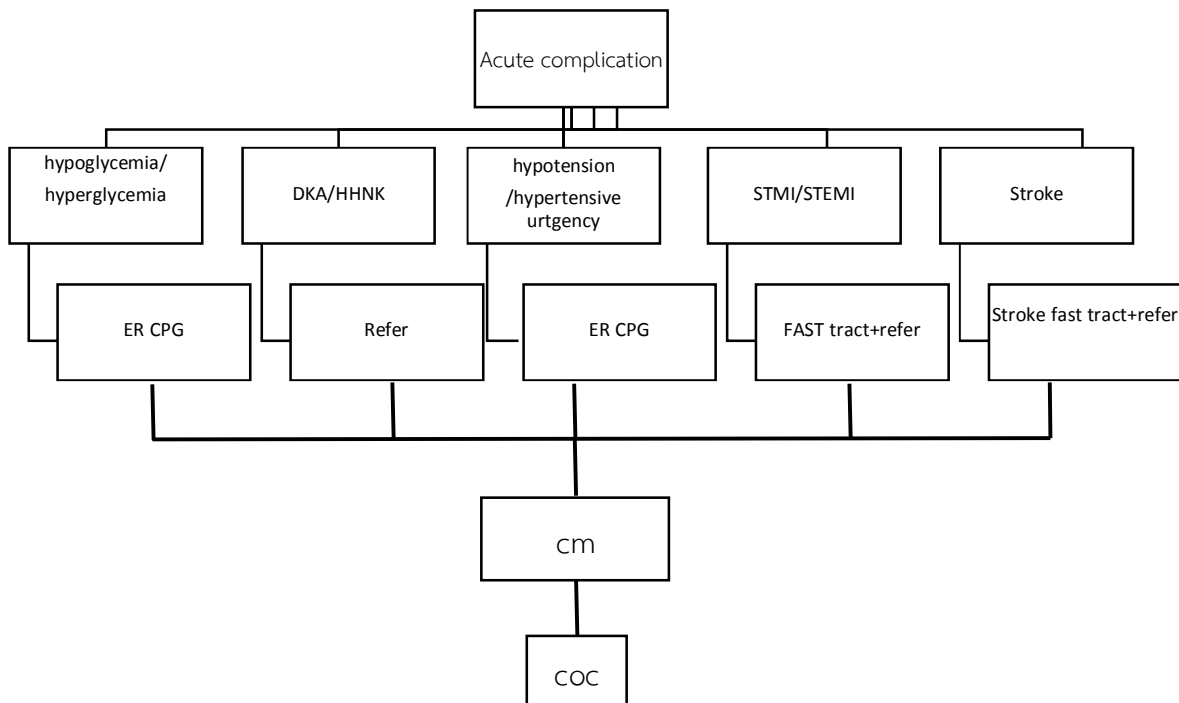 Acute complication
hypoglycemia/
hyperglycemia
DKA/HHNK
hypotension
/hypertensive
urtgency
STMI/STEMI
Stroke
ER CPG
Refer
ER CPG
FAST tract+refer
Stroke fast tract+refer
cm
coc